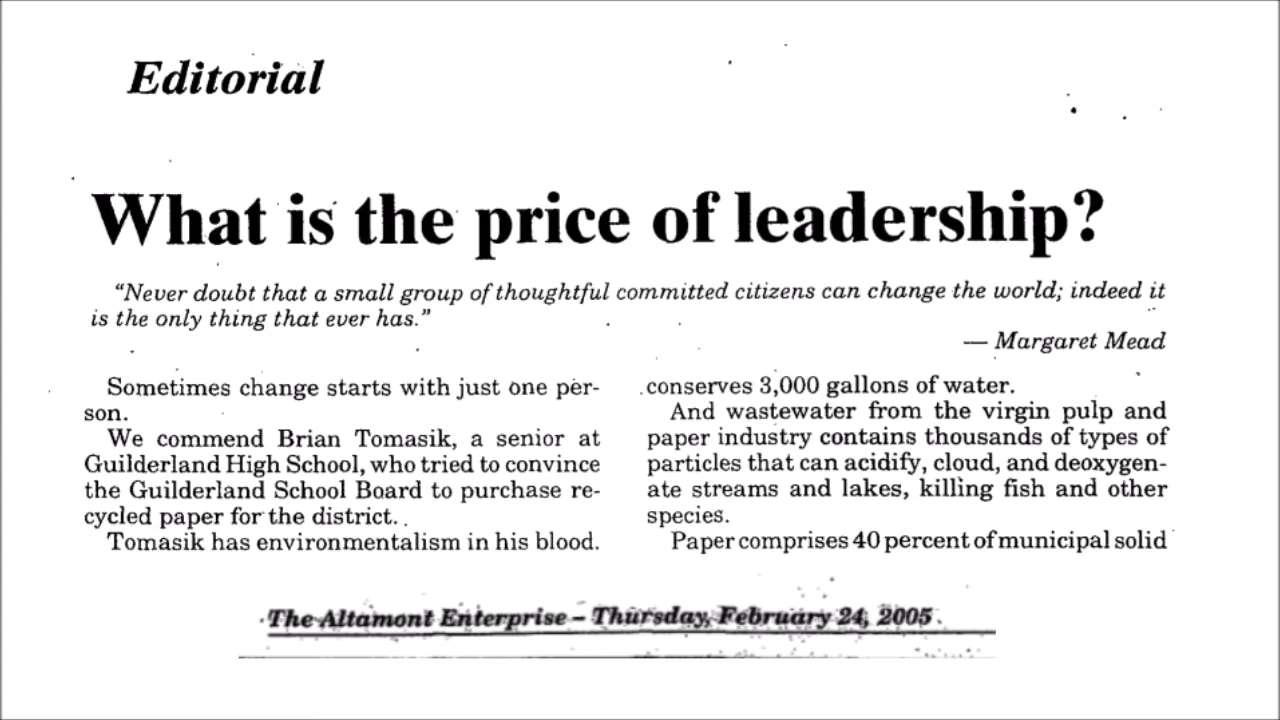 Editorial
What is the price of leadership?
“Never doubt that a small group of thoughtful committed citizens can change the world; indeed it
is the only thing that ever has.”
— Margaret Mead
Sometimes change starts with just one per-
son.
We commend Brian Tomasik, a senior at
Guilderland High School, who tried to convince
the Guilderland School Board to purchase re-
cycled paper for the district.
Tomasik has environmentalism in his blood.
conserves 3,000 gallons of water.
And wastewater from the virgin pulp and
paper industry contains thousands of types of
particles that can acidify, cloud, and deoxygen-
ate streams and lakes, killing fish and other
species.
Paper comprises 40 percent of municipal solid
The Altamont Enterprise – Thursday, February 24, 2005